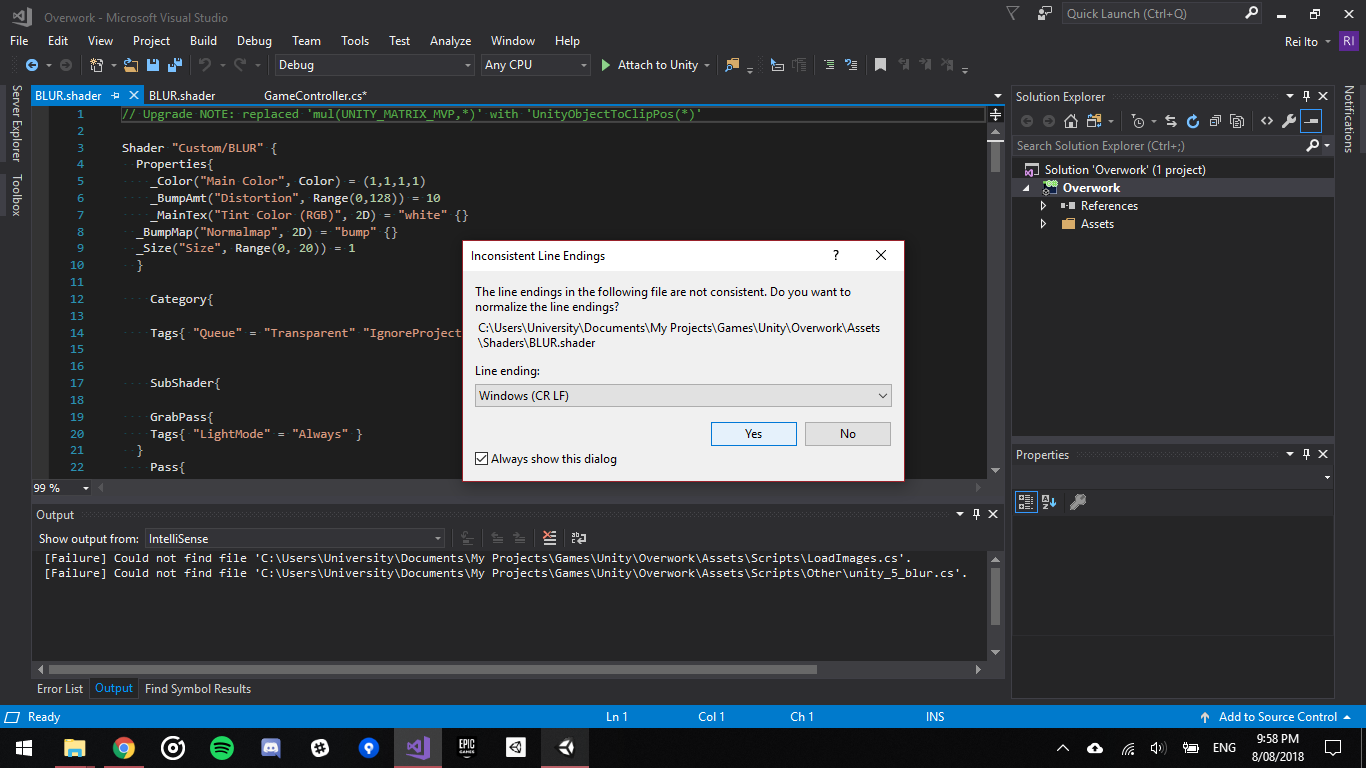 Overwork - Microsoft Visual Studio
Quick Launch (Ctrl+Q)
File Edit View Project Build Debug Team Tools Test Analyze Window Help
Rei Ito RI
Debug Any CPU Attach to Unity
Server Explorer
Toolbox
BLUR.shader BLUR.shader GameController.cs*
1 // Upgrade NOTE: replaced 'mul(UNITY_MATRIX_MVP,*)' with 'UnityObjectToClipPos(*)'
2
3 Shader "Custom/BLUR" {
4 Properties{
5 _Color("Main Color", Color) = (1,1,1,1)
6 _BumpAmt("Distortion", Range(0,128)) = 10
7 _MainTex("Tint Color (RGB)", 2D) = "white" {}
8 _BumpMap("Normalmap", 2D) = "bump" {}
9 _Size("Size", Range(0, 20)) = 1
10 }
11
12 Category{
13
14 Tags{ "Queue" = "Transparent" "IgnoreProject
15
16
17 SubShader{
18
19 GrabPass{
20 Tags{ "LightMode" = "Always" }
21 }
22 Pass{
99 %
Inconsistent Line Endings ?
The line endings in the following file are not consistent. Do you want to
normalize the line endings?
C:\Users\University\Documents\My Projects\Games\Unity\Overwork\Assets
\Shaders\BLUR.shader
Line ending:
Windows (CR LF)
Yes No
Always show this dialog
Solution Explorer
Search Solution Explorer (Ctrl+;)
Solution 'Overwork' (1 project)
Overwork
References
Assets
Notifications
Properties
Output
Show output from: IntelliSense
[Failure] Could not find file 'C:\Users\University\Documents\My Projects\Games\Unity\Overwork\Assets\Scripts\LoadImages.cs'.
[Failure] Could not find file 'C:\Users\University\Documents\My Projects\Games\Unity\Overwork\Assets\Scripts\Other\unity_5_blur.cs'.
Error List Output Find Symbol Results
Ready Ln 1 Col 1 Ch 1 INS Add to Source Control
EPIC GAMES
ENG
9:58 PM
8/08/2018